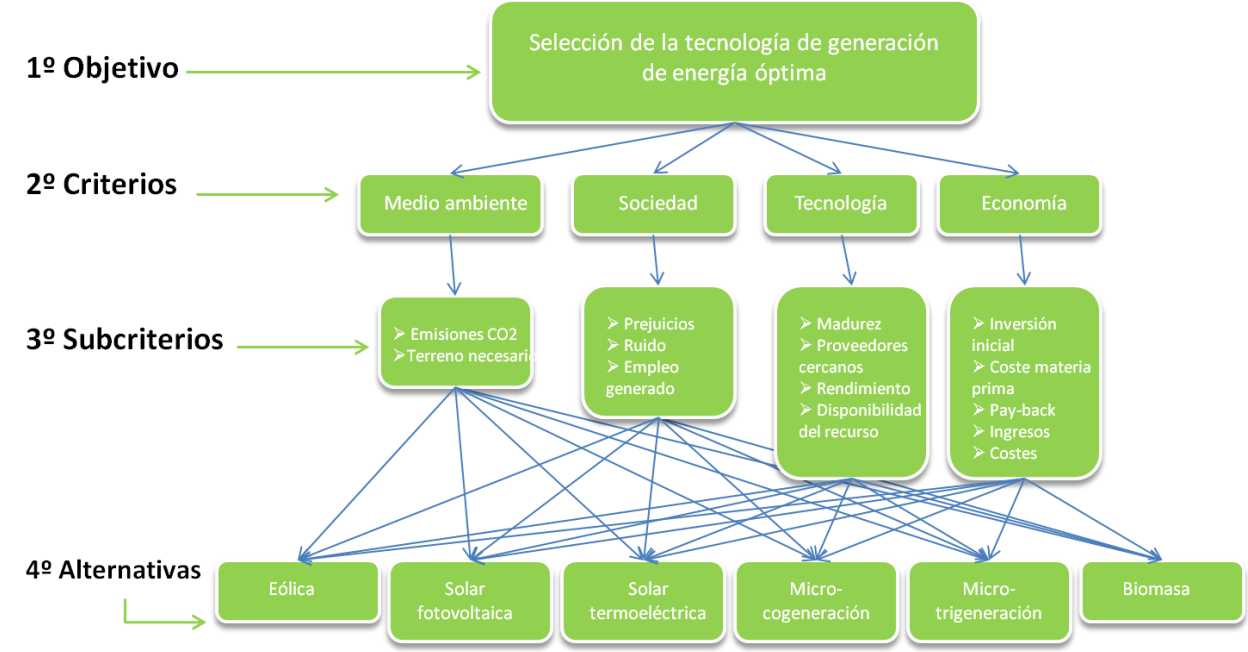 Selección de la tecnología de generación
de energía óptima
1º Objetivo
2º Criterios
Medio ambiente
Sociedad
Tecnología
Economía
3º Subcriterios
➢ Emisiones CO2
➢Terreno necesario
➢ Prejuicios
➢ Ruido
➢ Empleo
generado
➢ Madurez
➢ Proveedores
cercanos
➢ Rendimiento
➢ Disponibilidad
del recurso
➢ Inversión
inicial
➢ Coste materia
prima
➢ Pay-back
➢ Ingresos
➢ Costes
4º Alternativas
Eólica
Solar
fotovoltaica
Solar
termoeléctrica
Micro-
cogeneración
Micro-
trigeneración
Biomasa